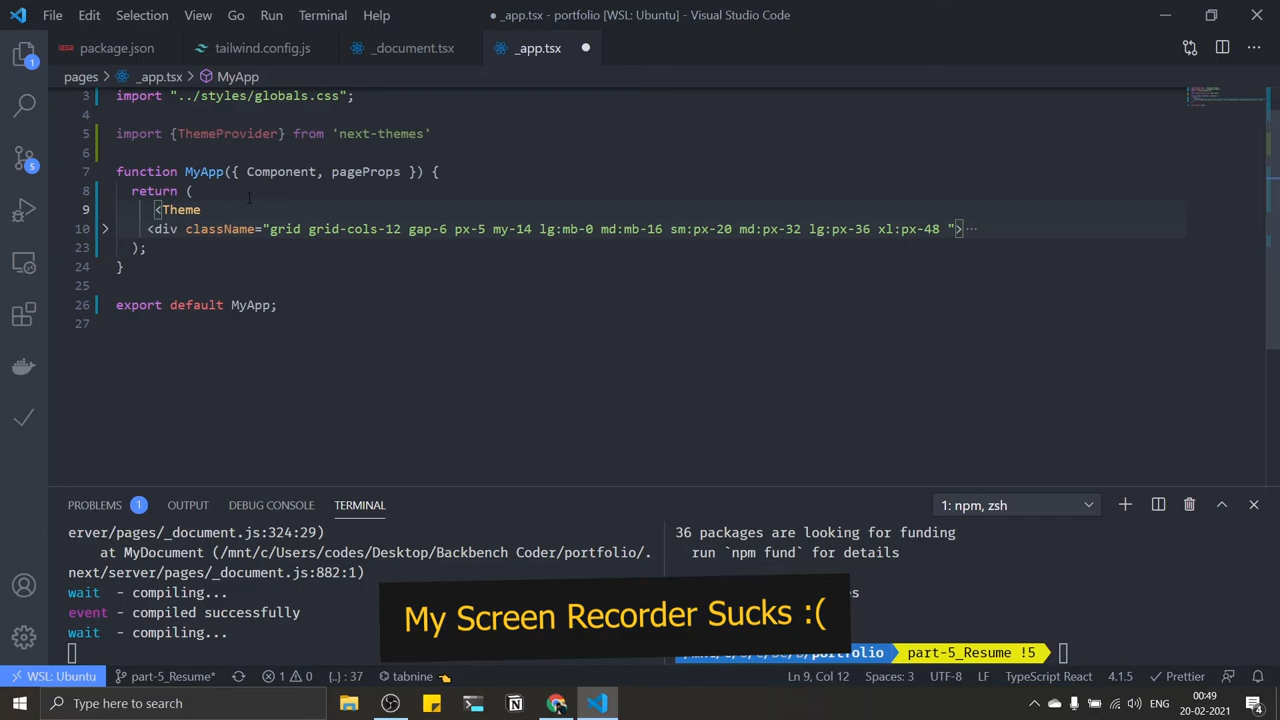 File Edit Selection View Go Run Terminal Help
_app.tsx - portfolio [WSL: Ubuntu] - Visual Studio Code
package.json tailwind.config.js _document.tsx _app.tsx
pages > _app.tsx > MyApp
3 import "../styles/globals.css";
4
5 import {ThemeProvider} from 'next-themes'
6
7 function MyApp({ Component, pageProps }) {
8 return (
9 <Theme
10 <div className="grid grid-cols-12 gap-6 px-5 my-14 lg:mb-0 md:mb-16 sm:px-20 md:px-32 lg:px-36 xl:px-48 ">...
23 );
24 }
25
26 export default MyApp;
27
1
5
PROBLEMS 1 OUTPUT DEBUG CONSOLE TERMINAL
1: npm, zsh
erver/pages/_document.js:324:29)
at MyDocument (/mnt/c/Users/codes/Desktop/Backbench Coder/portfolio/.
next/server/pages/_document.js:882:1)
wait - compiling...
event - compiled successfully
wait - compiling...
36 packages are looking for funding
run `npm fund` for details
My Screen Recorder Sucks :(
portfolio part-5_Resume !5
WSL: Ubuntu part-5_Resume* 1 0 {..} : 37 tabnine Ln 9, Col 12 Spaces: 3 UTF-8 LF TypeScript React 4.1.5 Prettier
Type here to search
ENG
00:49
20-02-2021
4